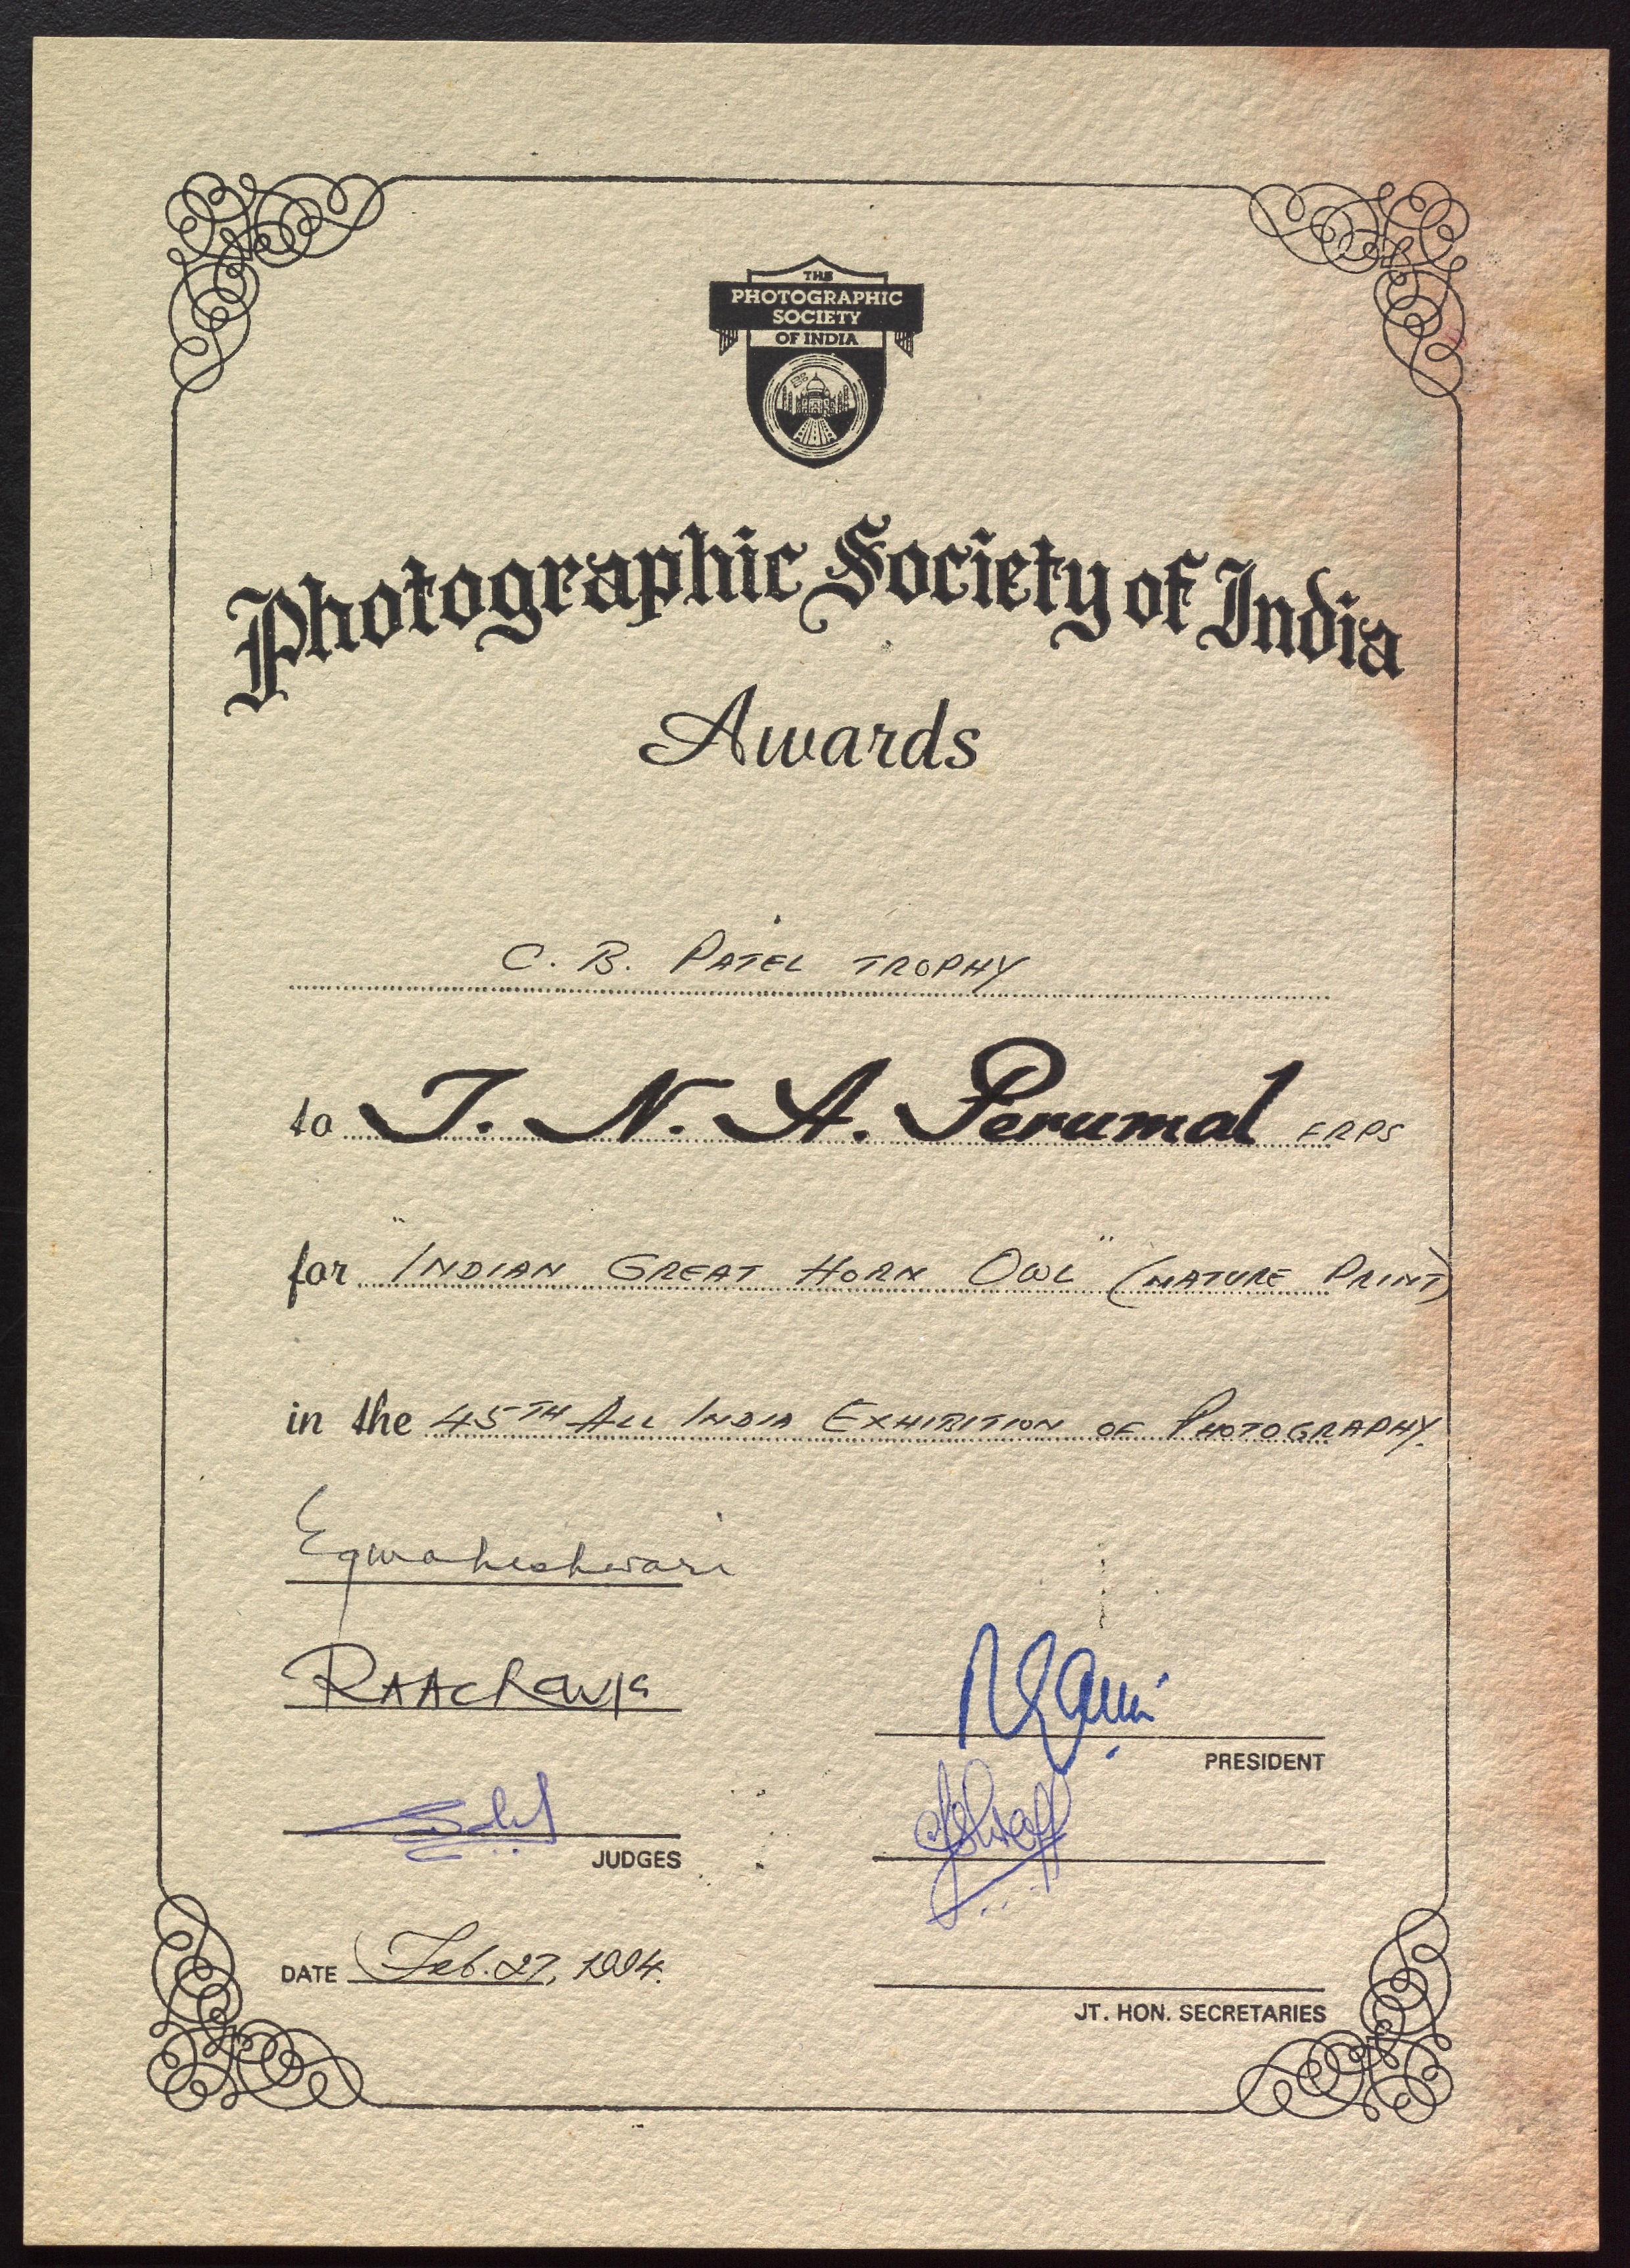 THE
PHOTOGRAPHIC
SOCIETY
OF INDIA
Photographic Society of India
Awards
C. B. PATEL TROPHY
to T. N. A. Perumal FRPS
for "INDIAN GREAT HORN OWL" (NATURE PRINT)
in the 45TH ALL INDIA EXHIBITION OF PHOTOGRAPHY.
PRESIDENT
JUDGES
DATE Feb. 27, 1994.
JT. HON. SECRETARIES